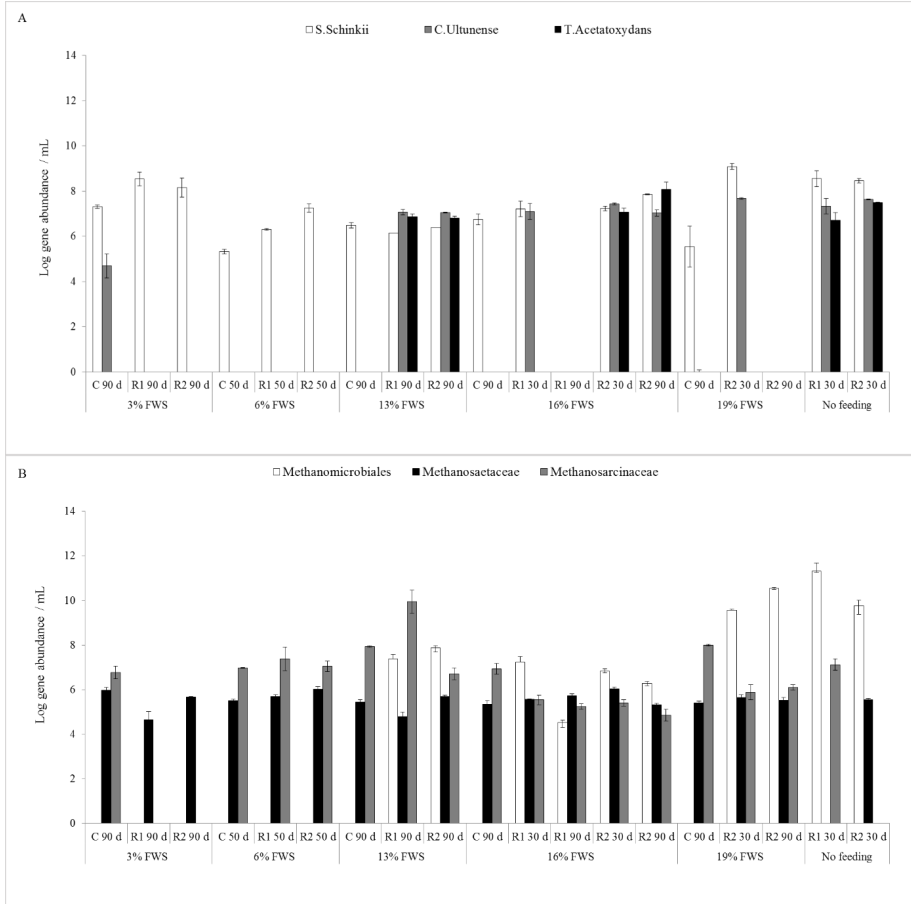 A
S.Schinkii C.Ultunense T.Acetatoxydans
14
12
10
8
6
4
2
0
Log gene abundance / mL
C 90 d R1 90 d R2 90 d C 50 d R1 50 d R2 50 d C 90 d R1 90 d R2 90 d C 90 d R1 30 d R1 90 d R2 30 d R2 90 d C 90 d R2 30 d R2 90 d R1 30 d R2 30 d
3% FWS 6% FWS 13% FWS 16% FWS 19% FWS No feeding
B
Methanomicrobiales Methanosaetaceae Methanosarcinaceae
14
12
10
8
6
4
2
0
Log gene abundance / mL
C 90 d R1 90 d R2 90 d C 50 d R1 50 d R2 50 d C 90 d R1 90 d R2 90 d C 90 d R1 30 d R1 90 d R2 30 d R2 90 d C 90 d R2 30 d R2 90 d R1 30 d R2 30 d
3% FWS 6% FWS 13% FWS 16% FWS 19% FWS No feeding